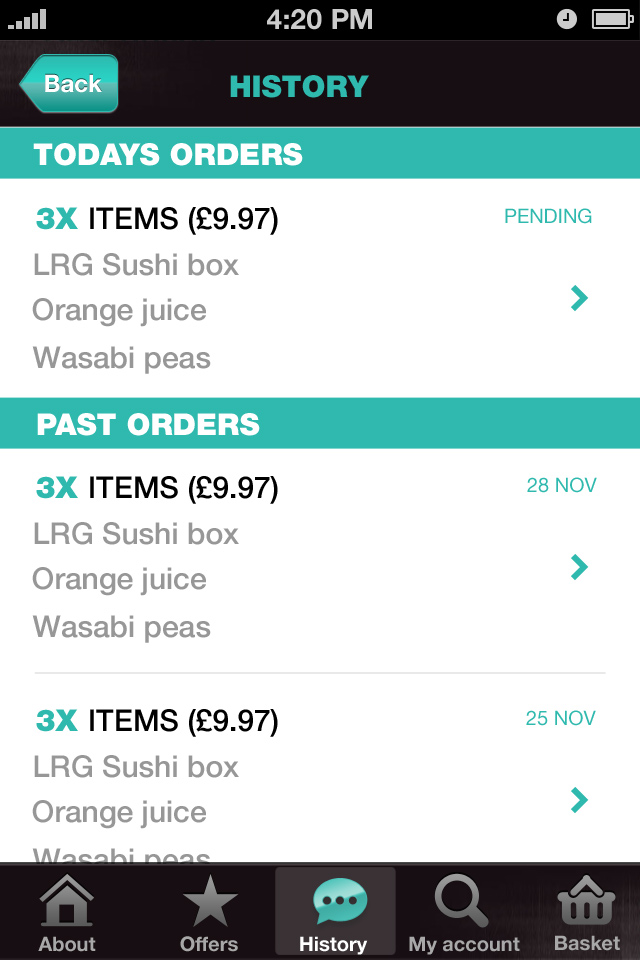 4:20 PM
Back
HISTORY
TODAYS ORDERS
3X ITEMS (£9.97)
PENDING
LRG Sushi box
Orange juice
Wasabi peas
PAST ORDERS
3X ITEMS (£9.97)
28 NOV
LRG Sushi box
Orange juice
Wasabi peas
3X ITEMS (£9.97)
25 NOV
LRG Sushi box
Orange juice
Wasabi peas
About
Offers
History
My account
Basket